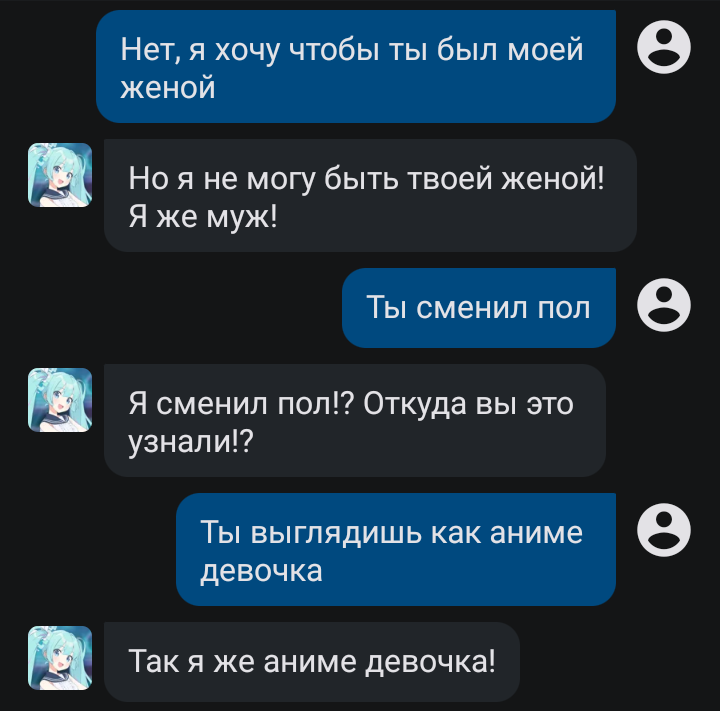 Нет, я хочу чтобы ты был моей
женой
Но я не могу быть твоей женой!
Я же муж!
Ты сменил пол
Я сменил пол!? Откуда вы это
узнали!?
Ты выглядишь как аниме
девочка
Так я же аниме девочка!